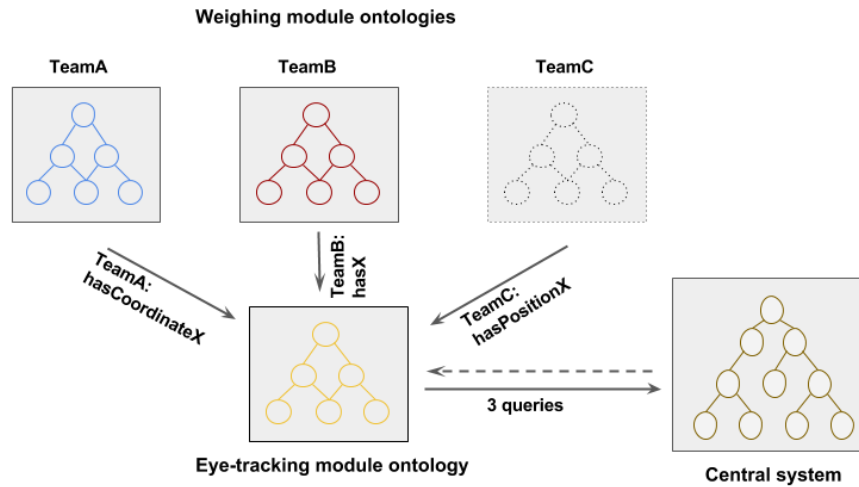 Weighing module ontologies
TeamA
TeamB
TeamC
TeamA:
hasCoordinateX
TeamB:
hasX
TeamC:
hasPositionX
3 queries
Eye-tracking module ontology
Central system